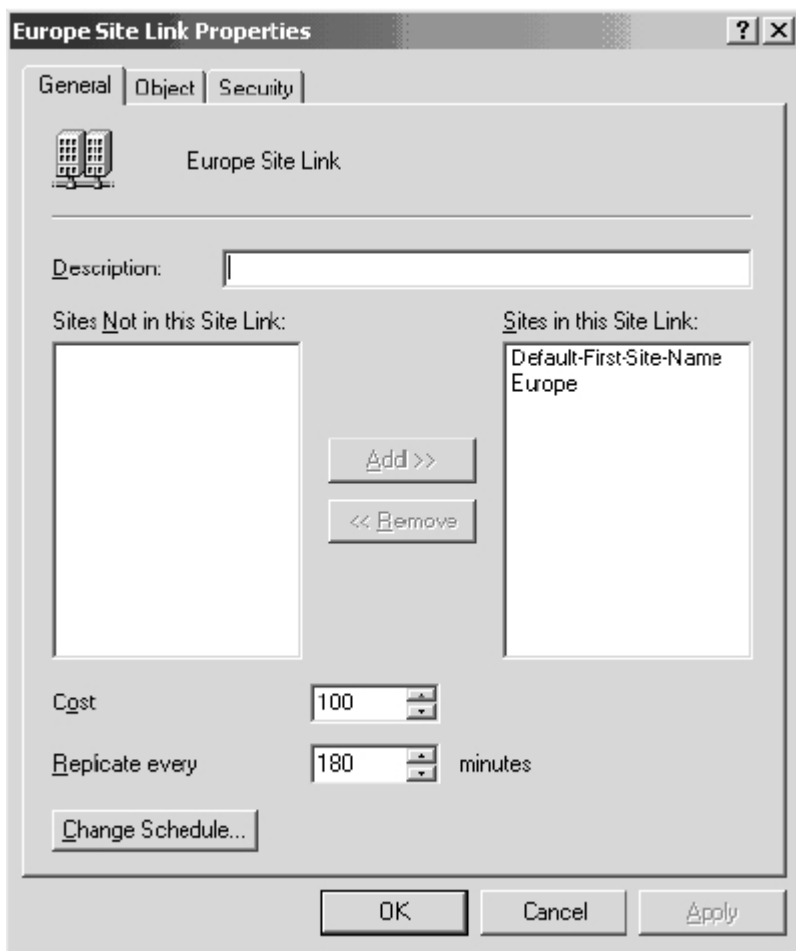 Europe Site Link Properties
General Object Security
Europe Site Link
Description:
Sites Not in this Site Link:
Sites in this Site Link:
Default-First-Site-Name
Europe
Add >>
<< Remove
Cost 100
Replicate every 180 minutes
Change Schedule...
OK Cancel Apply